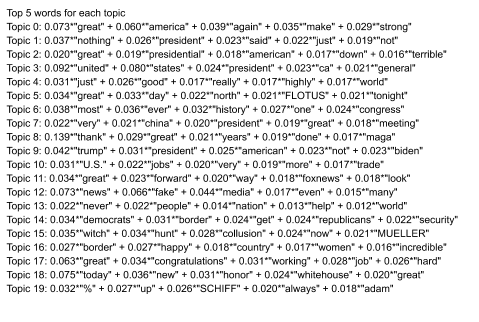 Top 5 words for each topic
Topic 0: 0.073*"great" + 0.060*"america" + 0.039*"again" + 0.035*"make" + 0.029*"strong"
Topic 1: 0.037*"nothing" + 0.026*"president" + 0.023*"said" + 0.022*"just" + 0.019*"not"
Topic 2: 0.020*"great" + 0.019*"presidential" + 0.018*"american" + 0.017*"down" + 0.016*"terrible"
Topic 3: 0.092*"united" + 0.080*"states" + 0.024*"president" + 0.023*"ca" + 0.021*"general"
Topic 4: 0.031*"just" + 0.026*"good" + 0.017*"really" + 0.017*"highly" + 0.017*"world"
Topic 5: 0.034*"great" + 0.033*"day" + 0.022*"north" + 0.021*"FLOTUS" + 0.021*"tonight"
Topic 6: 0.038*"most" + 0.036*"ever" + 0.032*"history" + 0.027*"one" + 0.024*"congress"
Topic 7: 0.022*"very" + 0.021*"china" + 0.020*"president" + 0.019*"great" + 0.018*"meeting"
Topic 8: 0.139*"thank" + 0.029*"great" + 0.021*"years" + 0.019*"done" + 0.017*"maga"
Topic 9: 0.042*"trump" + 0.031*"president" + 0.025*"american" + 0.023*"not" + 0.023*"biden"
Topic 10: 0.031*"U.S." + 0.022*"jobs" + 0.020*"very" + 0.019*"more" + 0.017*"trade"
Topic 11: 0.034*"great" + 0.023*"forward" + 0.020*"way" + 0.018*"foxnews" + 0.018*"look"
Topic 12: 0.073*"news" + 0.066*"fake" + 0.044*"media" + 0.017*"even" + 0.015*"many"
Topic 13: 0.022*"never" + 0.022*"people" + 0.014*"nation" + 0.013*"help" + 0.012*"world"
Topic 14: 0.034*"democrats" + 0.031*"border" + 0.024*"get" + 0.024*"republicans" + 0.022*"security"
Topic 15: 0.035*"witch" + 0.034*"hunt" + 0.028*"collusion" + 0.024*"now" + 0.021*"MUELLER"
Topic 16: 0.027*"border" + 0.027*"happy" + 0.018*"country" + 0.017*"women" + 0.016*"incredible"
Topic 17: 0.063*"great" + 0.034*"congratulations" + 0.031*"working" + 0.028*"job" + 0.026*"hard"
Topic 18: 0.075*"today" + 0.036*"new" + 0.031*"honor" + 0.024*"whitehouse" + 0.020*"great"
Topic 19: 0.032*"%" + 0.027*"up" + 0.026*"SCHIFF" + 0.020*"always" + 0.018*"adam"